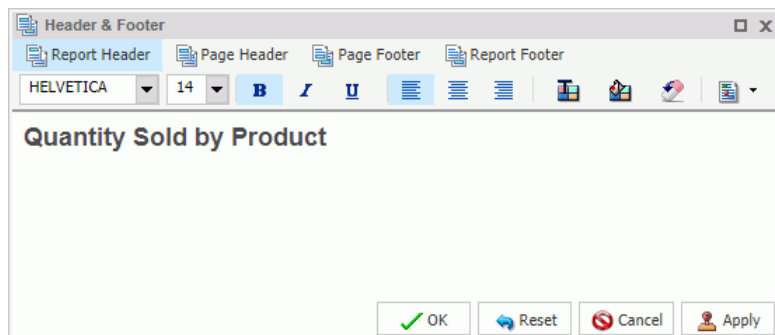 Header & Footer
Report Header Page Header Page Footer Report Footer
HELVETICA 14 B I U
Quantity Sold by Product
OK Reset Cancel Apply